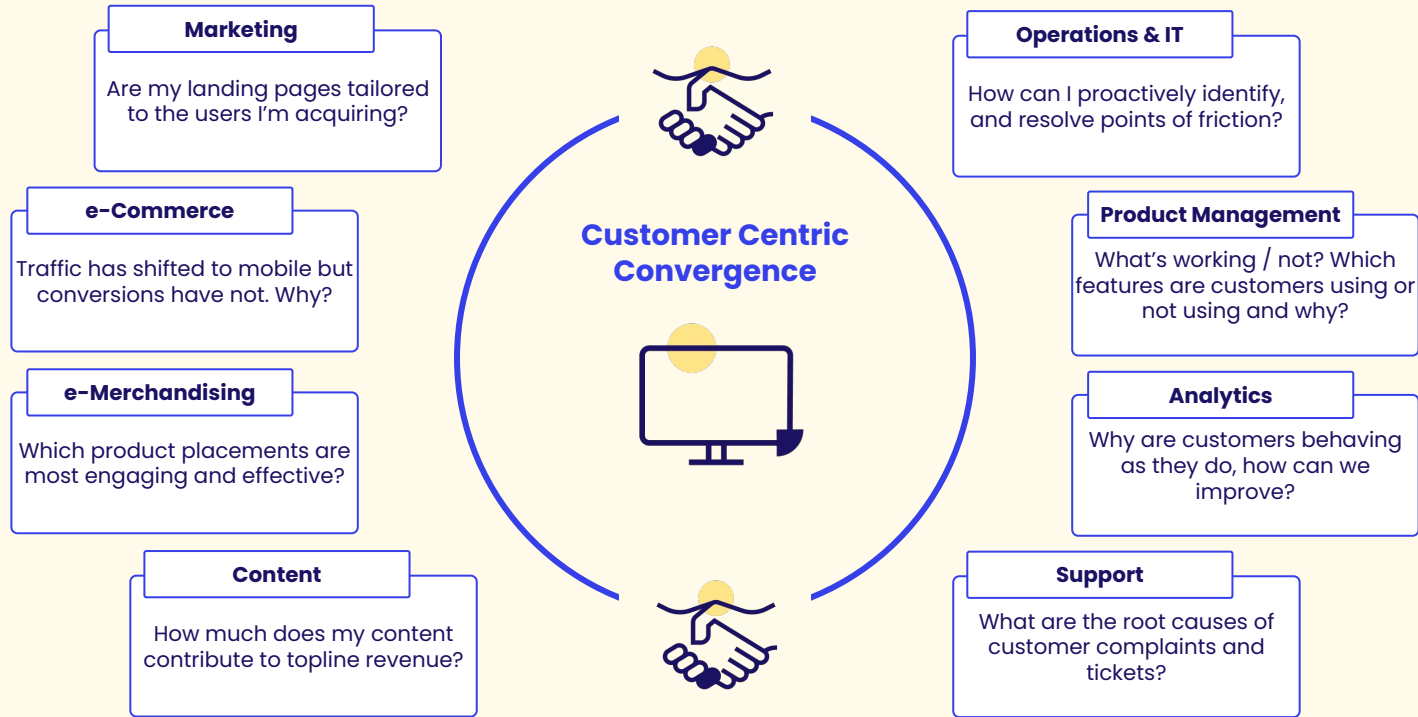 Marketing
Are my landing pages tailored
to the users I’m acquiring?
e-Commerce
Traffic has shifted to mobile but
conversions have not. Why?
e-Merchandising
Which product placements are
most engaging and effective?
Content
How much does my content
contribute to topline revenue?
Customer Centric
Convergence
Operations & IT
How can I proactively identify,
and resolve points of friction?
Product Management
What’s working / not? Which
features are customers using or
not using and why?
Analytics
Why are customers behaving
as they do, how can we
improve?
Support
What are the root causes of
customer complaints and
tickets?